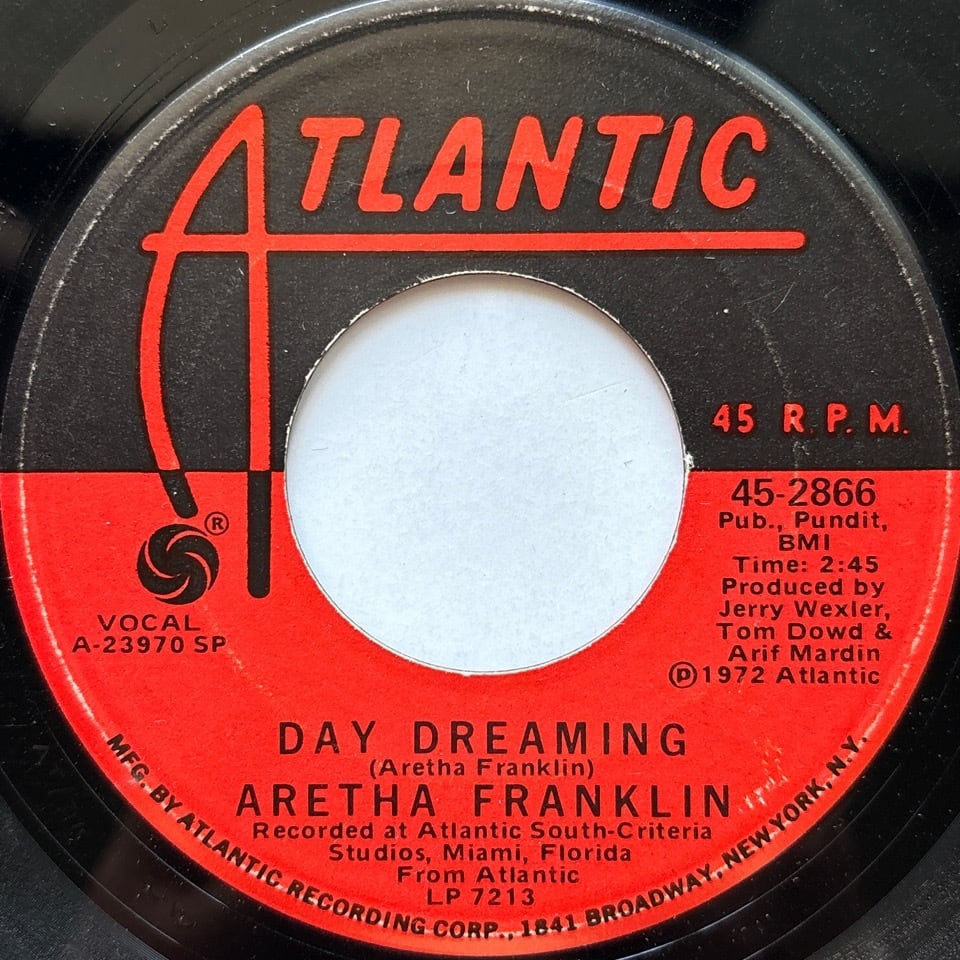 ATLANTIC
45 R.P.M.
45-2866
Pub., Pundit,
BMI
Time: 2:45
Produced by
Jerry Wexler,
Tom Dowd &
Arif Mardin
℗1972 Atlantic
®
VOCAL
A-23970 SP
DAY DREAMING
(Aretha Franklin)
ARETHA FRANKLIN
Recorded at Atlantic South-Criteria
Studios, Miami, Florida
From Atlantic
LP 7213
MFG. BY ATLANTIC RECORDING CORP., 1841 BROADWAY, NEW YORK, N.Y.